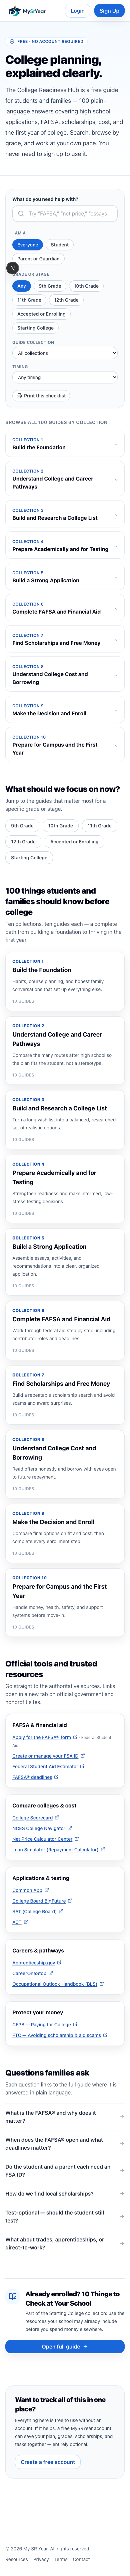 MySrYear
Login
Sign Up
FREE · NO ACCOUNT REQUIRED
College planning,
explained clearly.
The College Readiness Hub is a free guide
for students and families — 100 plain-
language answers covering choosing schools,
applications, FAFSA, scholarships, cost, and
the first year of college. Search, browse by
grade, and work at your own pace. You never
need to sign up to use it.
What do you need help with?
Try "FAFSA," "net price," "essays
I AM A
Everyone
Student
Parent or Guardian
GRADE OR STAGE
Any
9th Grade
10th Grade
11th Grade
12th Grade
Accepted or Enrolling
Starting College
GUIDE COLLECTION
All collections
TIMING
Any timing
Print this checklist
BROWSE ALL 100 GUIDES BY COLLECTION
COLLECTION 1
Build the Foundation
COLLECTION 2
Understand College and Career
Pathways
COLLECTION 3
Build and Research a College List
COLLECTION 4
Prepare Academically and for Testing
COLLECTION 5
Build a Strong Application
COLLECTION 6
Complete FAFSA and Financial Aid
COLLECTION 7
Find Scholarships and Free Money
COLLECTION 8
Understand College Cost and
Borrowing
COLLECTION 9
Make the Decision and Enroll
COLLECTION 10
Prepare for Campus and the First
Year
What should we focus on now?
Jump to the guides that matter most for a
specific grade or stage.
9th Grade
10th Grade
11th Grade
12th Grade
Accepted or Enrolling
Starting College
100 things students and
families should know before
college
Ten collections, ten guides each — a complete
path from building a foundation to thriving in the
first year.
COLLECTION 1
Build the Foundation
Habits, course planning, and honest family
conversations that set up everything else.
10 GUIDES
COLLECTION 2
Understand College and Career
Pathways
Compare the many routes after high school so
the plan fits the student, not a stereotype.
10 GUIDES
COLLECTION 3
Build and Research a College List
Turn a long wish list into a balanced, researched
set of realistic options.
10 GUIDES
COLLECTION 4
Prepare Academically and for
Testing
Strengthen readiness and make informed, low-
stress testing decisions.
10 GUIDES
COLLECTION 5
Build a Strong Application
Assemble essays, activities, and
recommendations into a clear, organized
application.
10 GUIDES
COLLECTION 6
Complete FAFSA and Financial Aid
Work through federal aid step by step, including
contributor roles and deadlines.
10 GUIDES
COLLECTION 7
Find Scholarships and Free Money
Build a repeatable scholarship search and avoid
scams and award surprises.
10 GUIDES
COLLECTION 8
Understand College Cost and
Borrowing
Read offers honestly and borrow with eyes open
to future repayment.
10 GUIDES
COLLECTION 9
Make the Decision and Enroll
Compare final options on fit and cost, then
complete every enrollment step.
10 GUIDES
COLLECTION 10
Prepare for Campus and the First
Year
Handle money, health, safety, and support
systems before move-in.
10 GUIDES
Official tools and trusted
resources
Go straight to the authoritative sources. Links
open in a new tab on official government and
nonprofit sites.
FAFSA & financial aid
Apply for the FAFSA® form Federal Student
Aid
Create or manage your FSA ID
Federal Student Aid Estimator
FAFSA® deadlines
Compare colleges & cost
College Scorecard
NCES College Navigator
Net Price Calculator Center
Loan Simulator (Repayment Calculator)
Applications & testing
Common App
College Board BigFuture
SAT (College Board)
ACT
Careers & pathways
Apprenticeship.gov
CareerOneStop
Occupational Outlook Handbook (BLS)
Protect your money
CFPB — Paying for College
FTC — Avoiding scholarship & aid scams
Questions families ask
Each question links to the full guide where it is
answered in plain language.
What is the FAFSA® and why does it
matter?
When does the FAFSA® open and what
deadlines matter?
Do the student and a parent each need an
FSA ID?
How do we find local scholarships?
Test-optional — should the student still
test?
What about trades, apprenticeships, or
direct-to-work?
Already enrolled? 10 Things to
Check at Your School
Part of the Starting College collection: use the
resources your school may already include
before you spend elsewhere.
Open full guide →
Want to track all of this in one
place?
Everything here is free to use without an
account. If it helps, a free MySRYear account
can save your plan, grades, scholarships, and
tasks together — entirely optional.
Create a free account
© 2026 My SR Year. All rights reserved.
Resources
Privacy
Terms
Contact